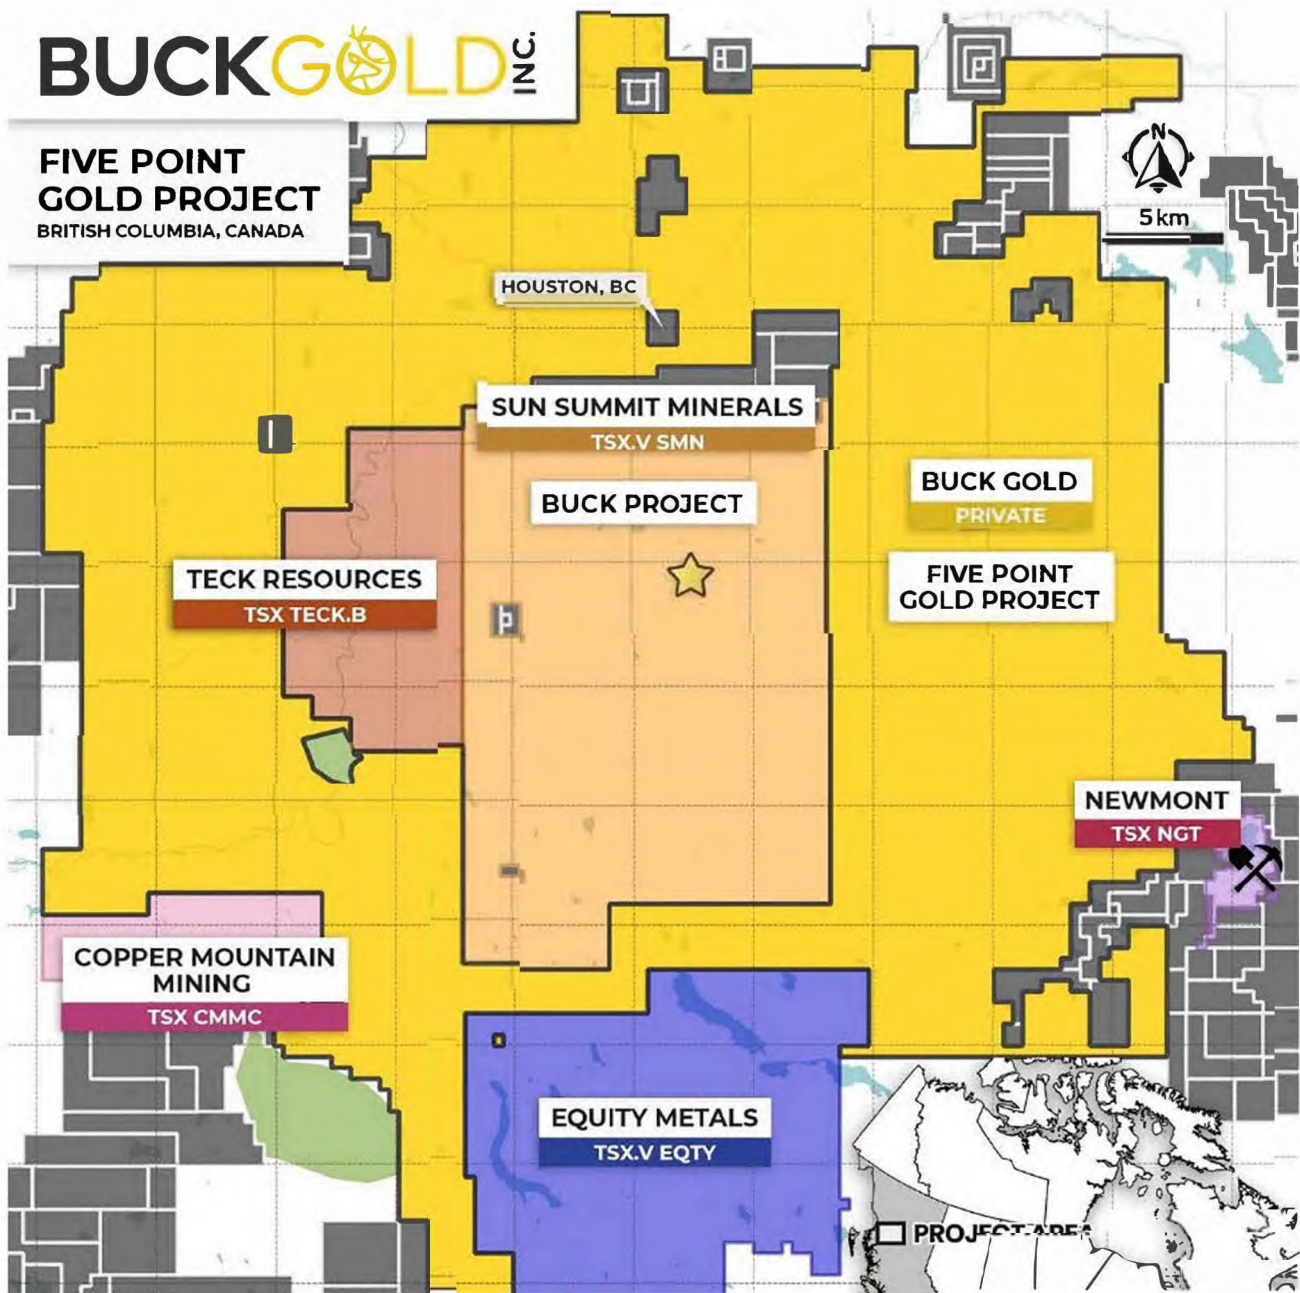 BUCKGOLD INC.
FIVE POINT
GOLD PROJECT
BRITISH COLUMBIA, CANADA
N
5 km
HOUSTON, BC
SUN SUMMIT MINERALS
TSX.V SMN
BUCK PROJECT
BUCK GOLD
PRIVATE
FIVE POINT
GOLD PROJECT
TECK RESOURCES
TSX TECK.B
NEWMONT
TSX NGT
COPPER MOUNTAIN
MINING
TSX CMMC
EQUITY METALS
TSX.V EQTY
PROJECT AREA